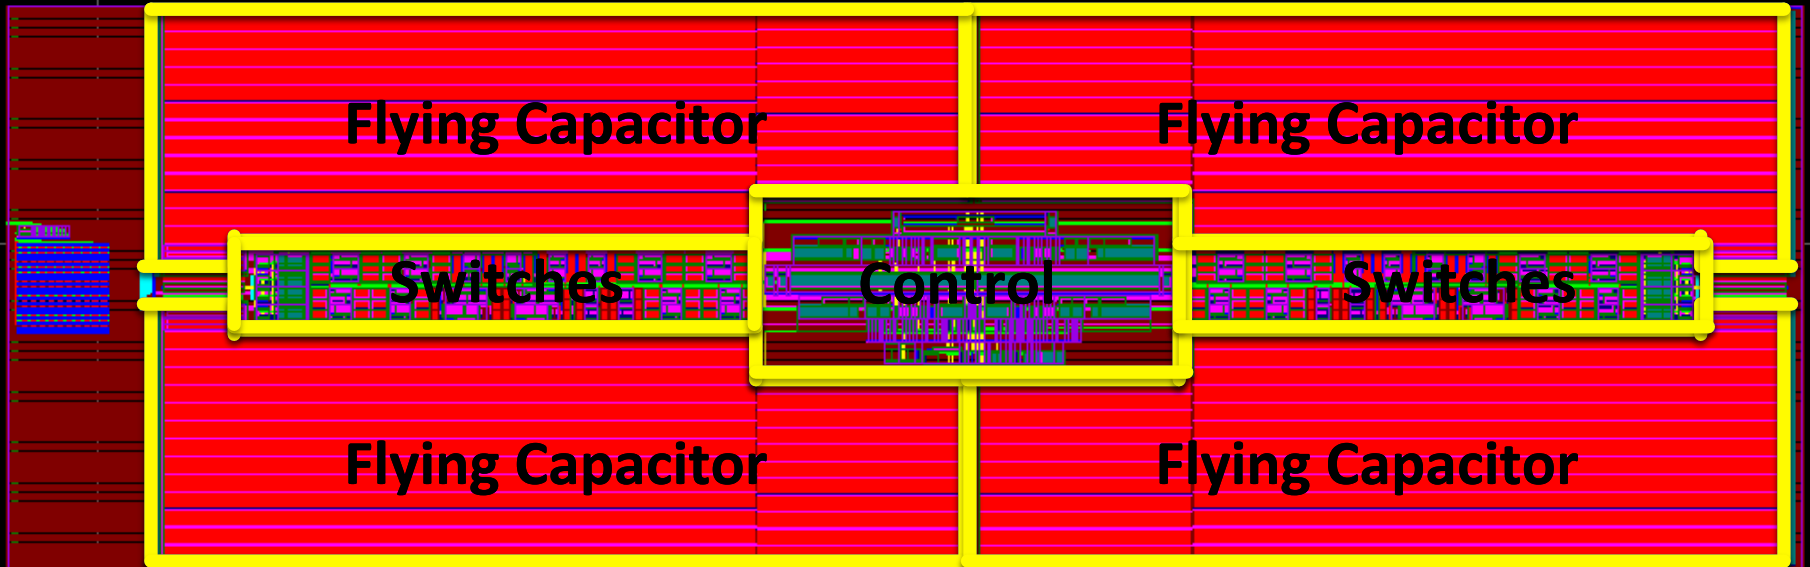 Flying Capacitor
Flying Capacitor
Switches
Control
Switches
Flying Capacitor
Flying Capacitor